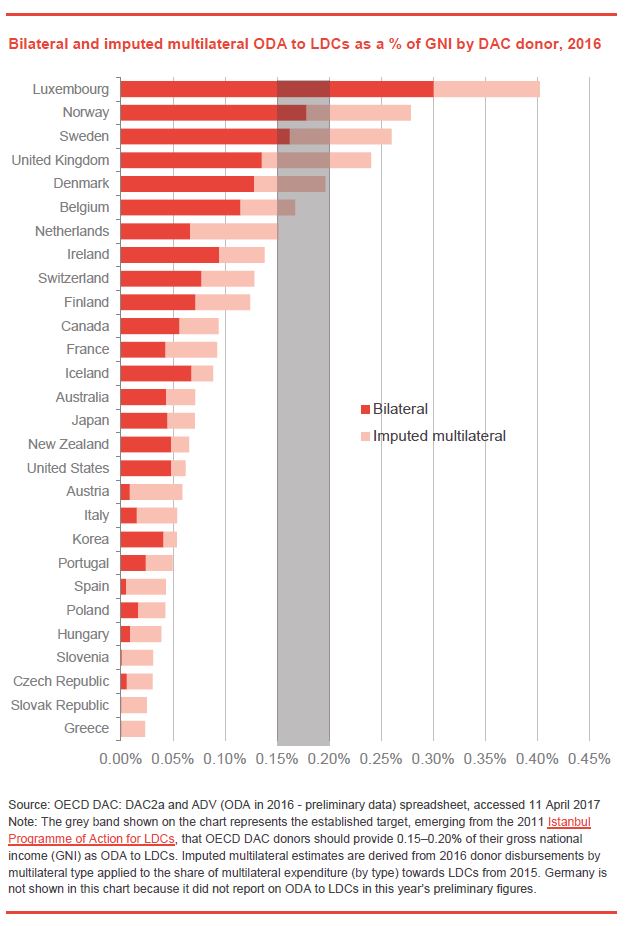 Bilateral and imputed multilateral ODA to LDCs as a % of GNI by DAC donor, 2016
Luxembourg
Norway
Sweden
United Kingdom
Denmark
Belgium
Netherlands
Ireland
Switzerland
Finland
Canada
France
Iceland
Australia
Japan
New Zealand
United States
Austria
Italy
Korea
Portugal
Spain
Poland
Hungary
Slovenia
Czech Republic
Slovak Republic
Greece
Bilateral
Imputed multilateral
0.00% 0.05% 0.10% 0.15% 0.20% 0.25% 0.30% 0.35% 0.40% 0.45%
Source: OECD DAC: DAC2a and ADV (ODA in 2016 - preliminary data) spreadsheet, accessed 11 April 2017
Note: The grey band shown on the chart represents the established target, emerging from the 2011 Istanbul
Programme of Action for LDCs, that OECD DAC donors should provide 0.15–0.20% of their gross national
income (GNI) as ODA to LDCs. Imputed multilateral estimates are derived from 2016 donor disbursements by
multilateral type applied to the share of multilateral expenditure (by type) towards LDCs from 2015. Germany is
not shown in this chart because it did not report on ODA to LDCs in this year's preliminary figures.